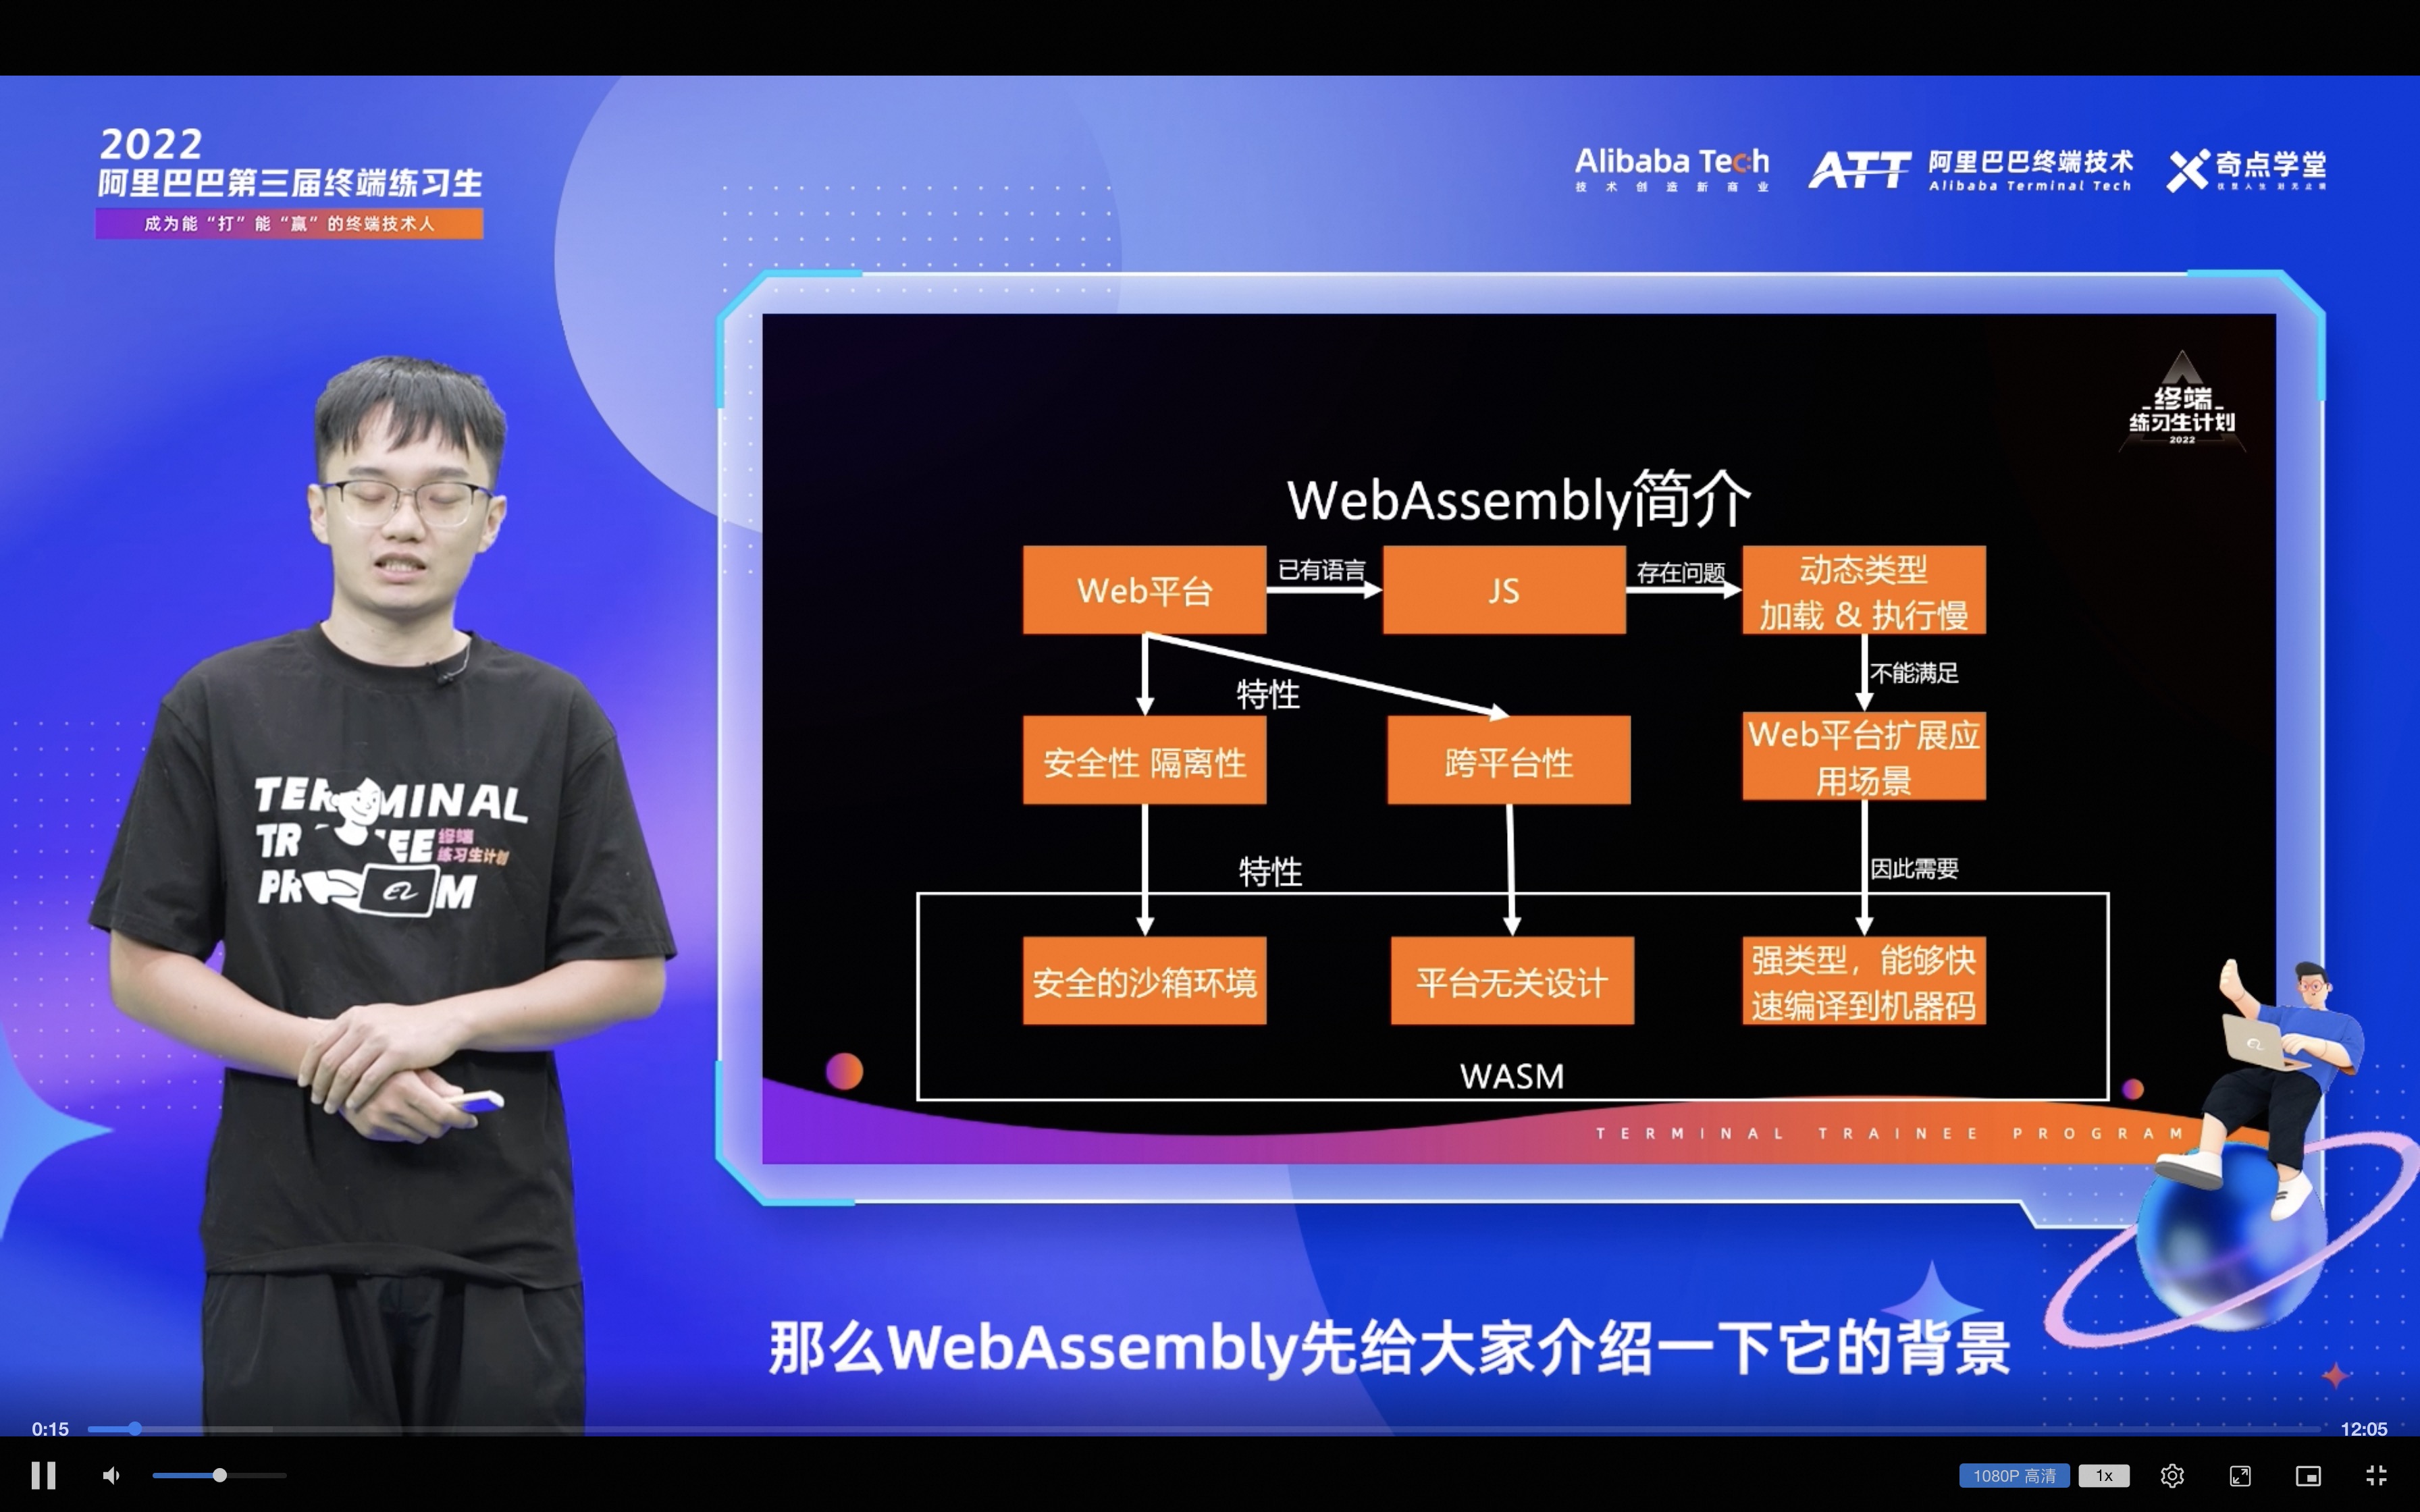 2022
阿里巴巴第三届终端练习生
成为能“打”能“赢”的终端技术人
Alibaba Tech
技术创造新商业
ATT
阿里巴巴终端技术
Alibaba Terminal Tech
奇点学堂
终端
练习生计划
2022
WebAssembly简介
Web平台
已有语言
JS
存在问题
动态类型
加载 & 执行慢
不能满足
特性
安全性 隔离性
跨平台性
Web平台扩展应
用场景
特性
因此需要
安全的沙箱环境
平台无关设计
强类型，能够快
速编译到机器码
WASM
TERMINAL TRAINEE PROGRAM
终端
练习生计划
那么WebAssembly先给大家介绍一下它的背景
0:15
12:05
1080P 高清
1x